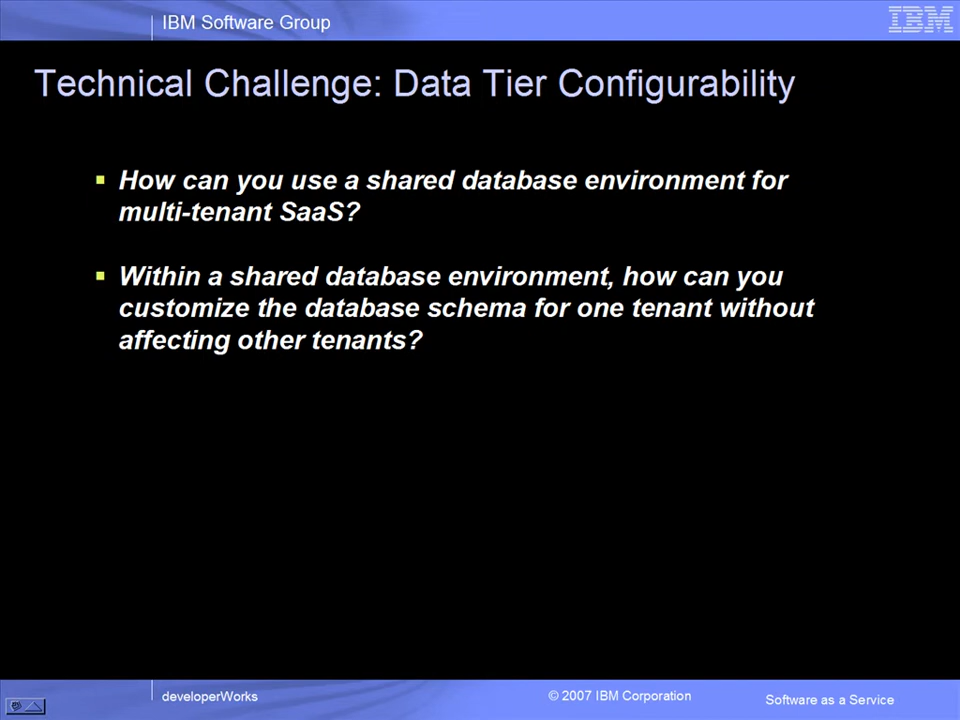 IBM Software Group
IBM
Technical Challenge: Data Tier Configurability
How can you use a shared database environment for
multi-tenant SaaS?
Within a shared database environment, how can you
customize the database schema for one tenant without
affecting other tenants?
developerWorks
© 2007 IBM Corporation
Software as a Service